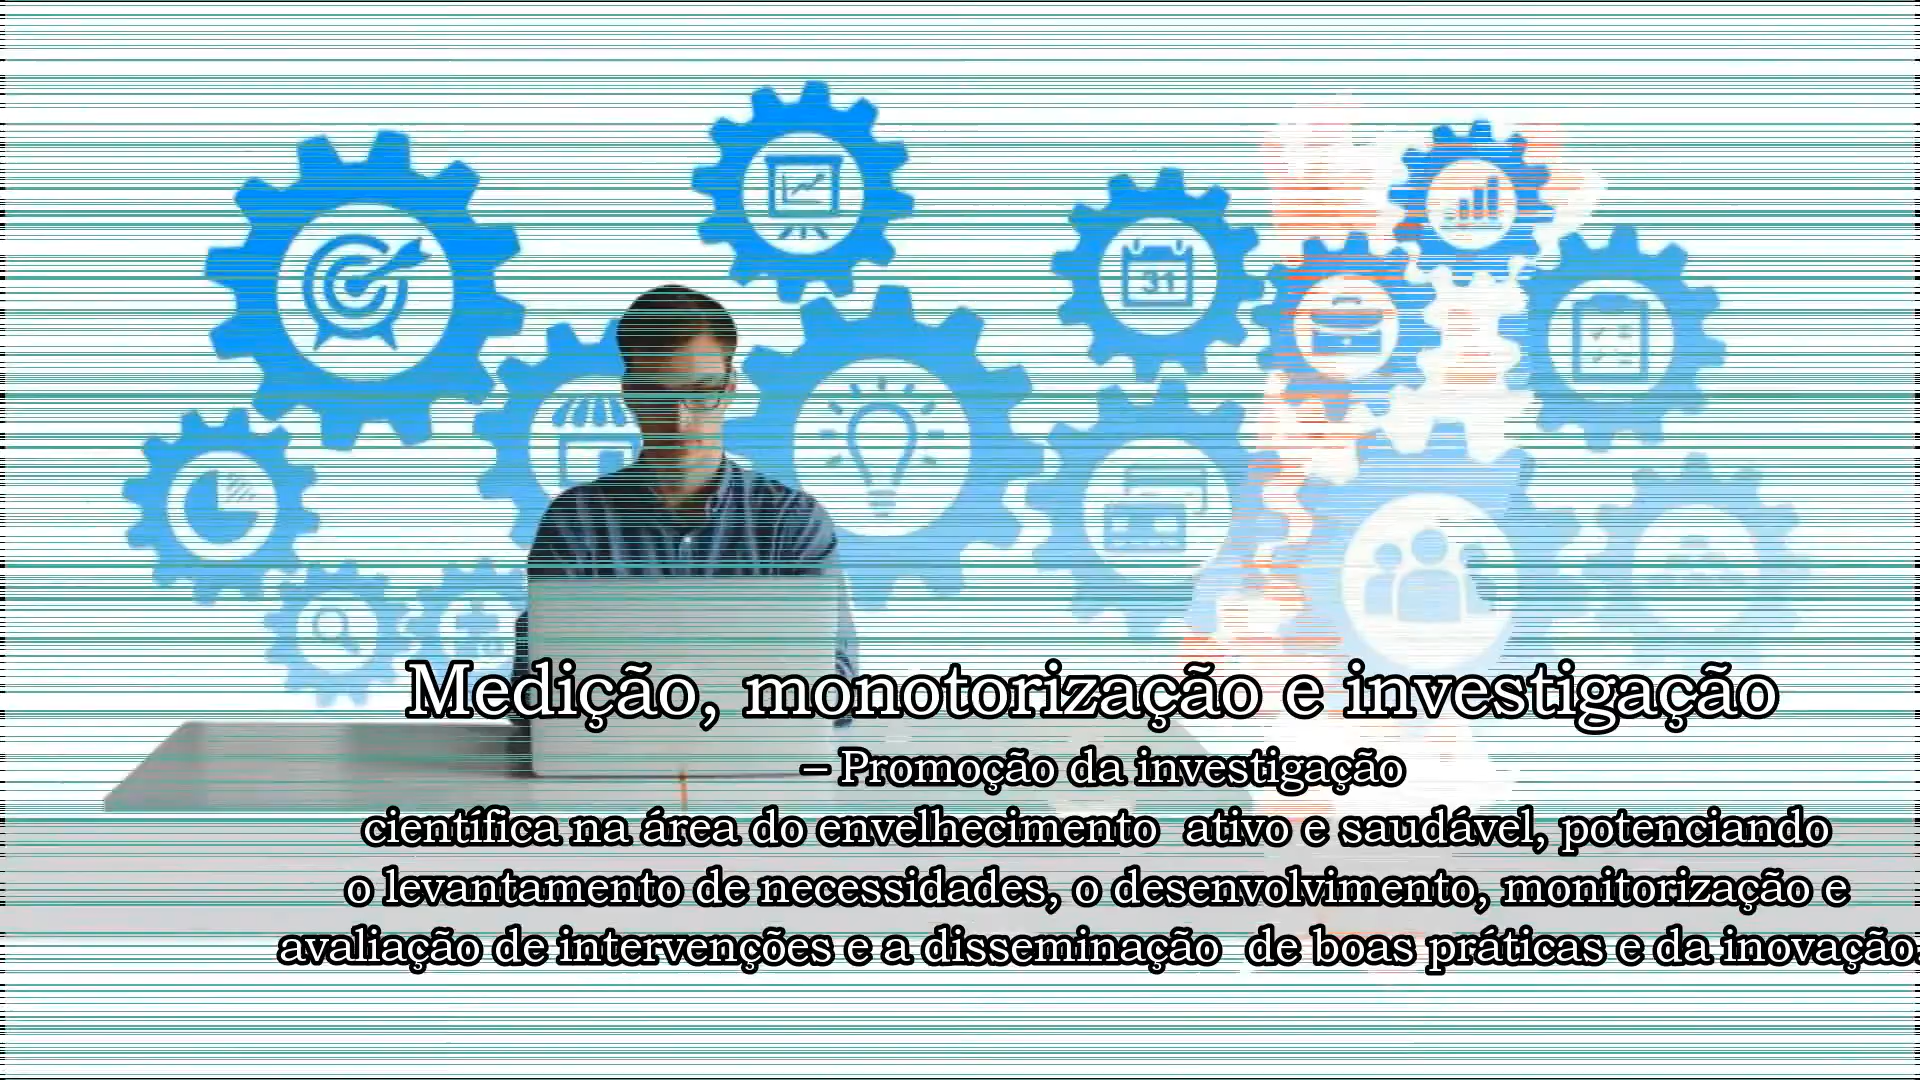 31
Medição, monotorização e investigação
– Promoção da investigação
científica na área do envelhecimento ativo e saudável, potenciando
o levantamento de necessidades, o desenvolvimento, monitorização e
avaliação de intervenções e a disseminação de boas práticas e da inovação.